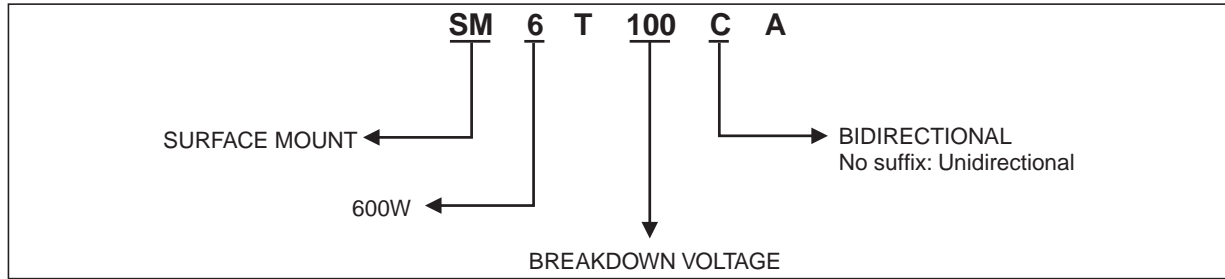 SM 6 T 100 C A
SURFACE MOUNT
BIDIRECTIONAL
No suffix: Unidirectional
600W
BREAKDOWN VOLTAGE